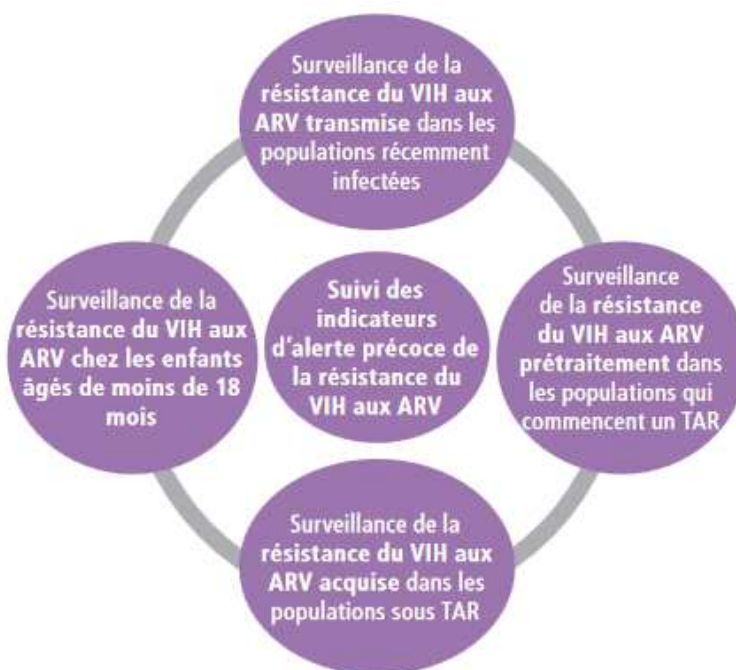 Surveillance de la
résistance du VIH aux
ARV transmise dans les
populations récemment
infectées
Surveillance de la
résistance du VIH aux
ARV chez les enfants
âgés de moins de 18
mois
Suivi des
indicateurs
d'alerte précoce de
la résistance du
VIH aux ARV
Surveillance
de la résistance
du VIH aux ARV
prétraitement dans
les populations qui
commencent un TAR
Surveillance de la
résistance du VIH aux
ARV acquise dans les
populations sous TAR